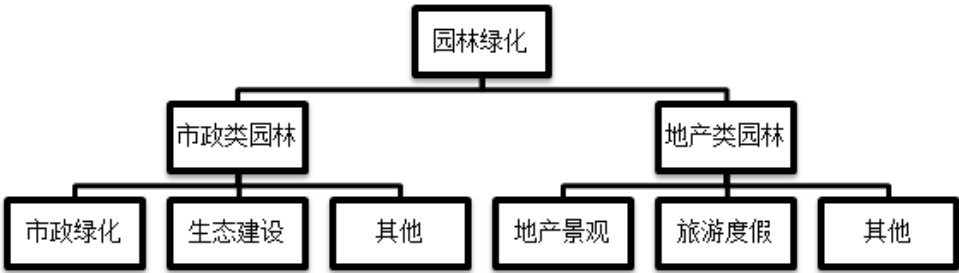 园林绿化
市政类园林
地产类园林
市政绿化
生态建设
其他
地产景观
旅游度假
其他